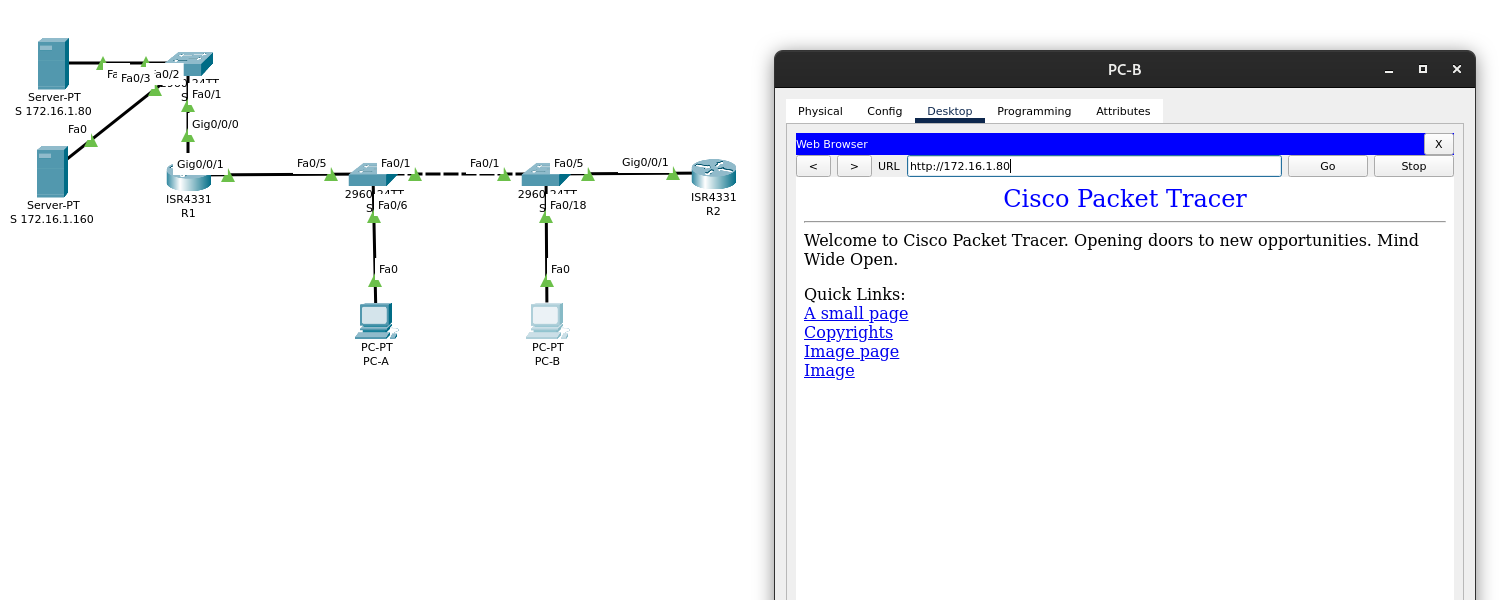 Fa0/3
a0/2
Server-PT
S 172.16.1.80
Fa0/1
Fa0
Gig0/0/0
Server-PT
S 172.16.1.160
Gig0/0/1
ISR4331
R1
Fa0/5
Fa0/1
2960-24TT
S
Fa0/6
Fa0
PC-PT
PC-A
Fa0/1
Fa0/5
2960-24TT
S
Fa0/18
Fa0
PC-PT
PC-B
Gig0/0/1
ISR4331
R2
PC-B
Physical Config Desktop Programming Attributes
Web Browser X
< > URL http://172.16.1.80 Go Stop
Cisco Packet Tracer
Welcome to Cisco Packet Tracer. Opening doors to new opportunities. Mind
Wide Open.
Quick Links:
A small page
Copyrights
Image page
Image